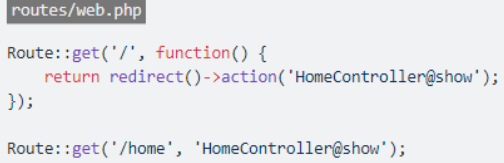 routes/web.php
Route::get('/', function() {
    return redirect()->action('HomeController@show');
});
Route::get('/home', 'HomeController@show');